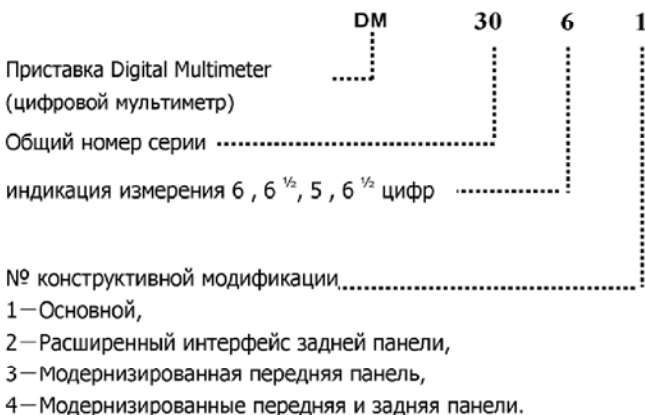 DM 30 6 1
Приставка Digital Multimeter
(цифровой мультиметр)
Общий номер серии
индикация измерения 6 , 6 ½, 5 , 6 ½ цифр
№ конструктивной модификации
1—Основной,
2—Расширенный интерфейс задней панели,
3—Модернизированная передняя панель,
4—Модернизированные передняя и задняя панели.